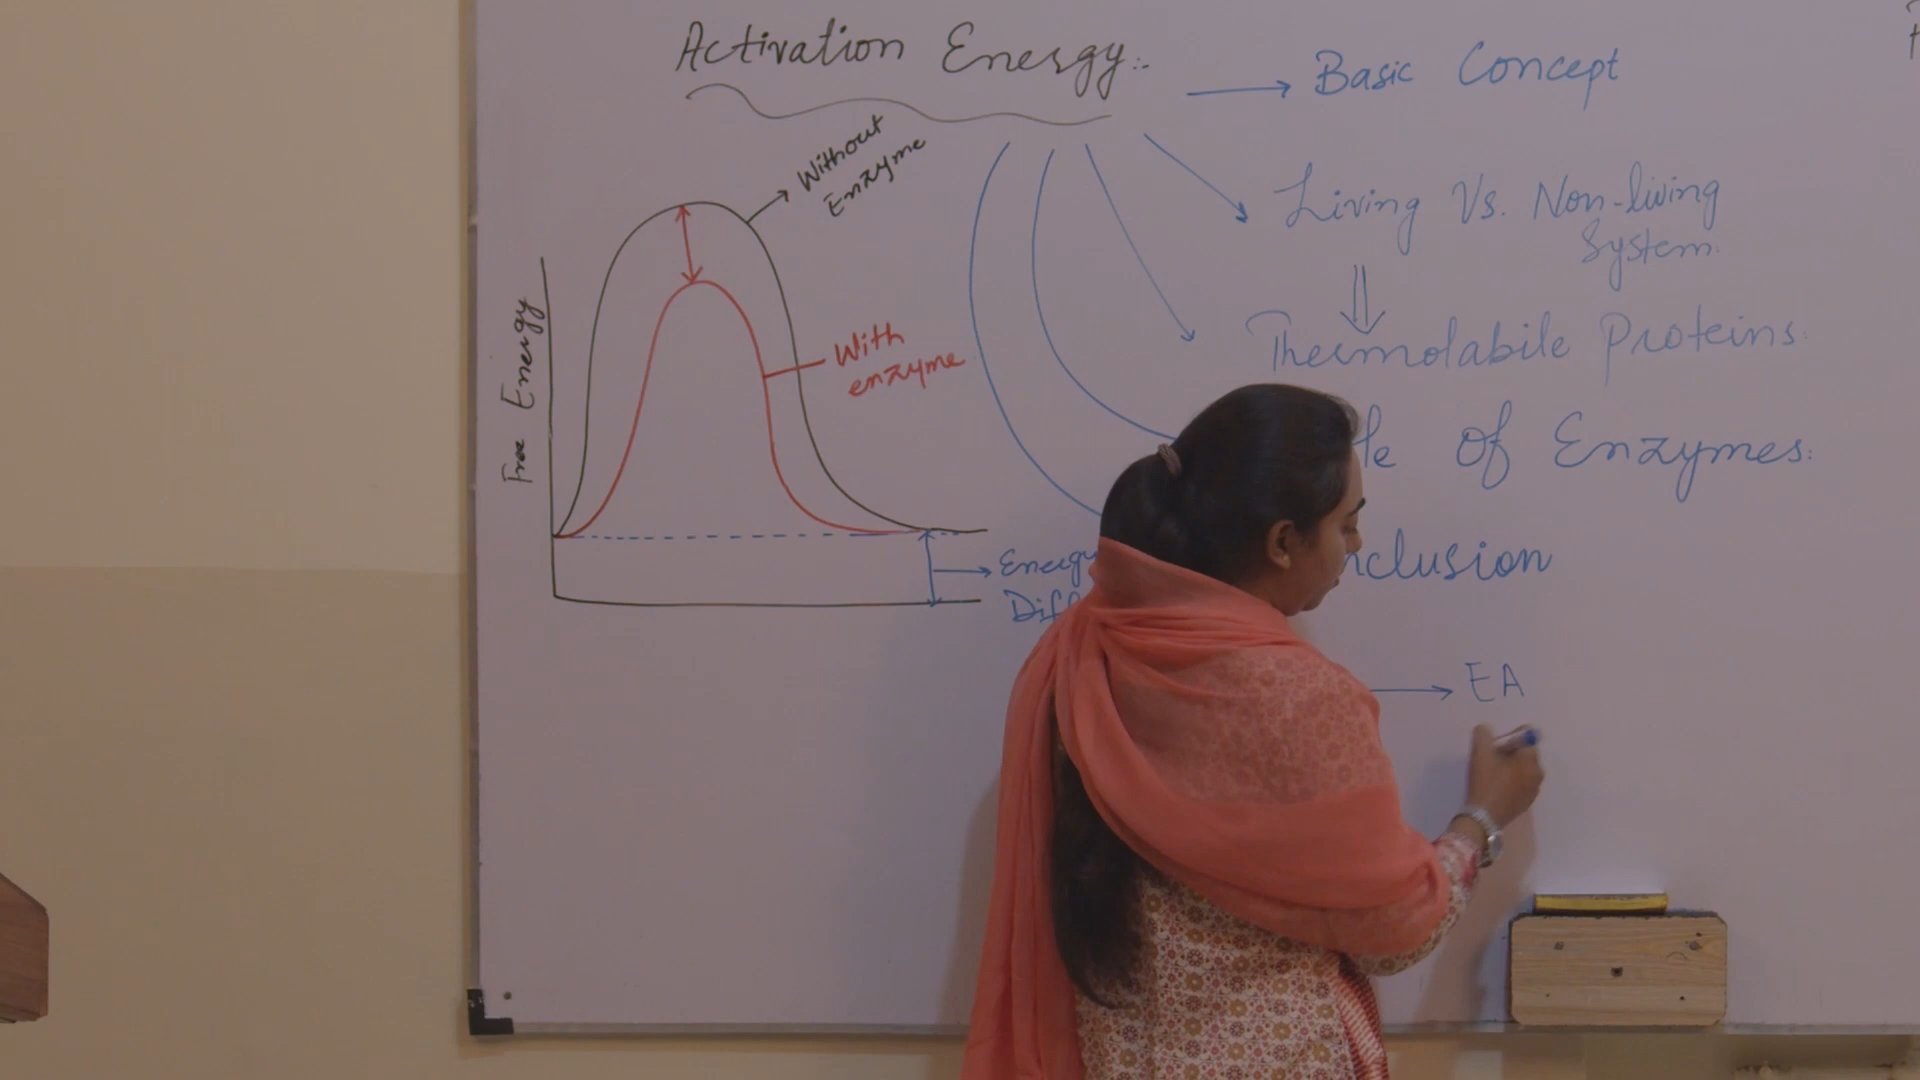 Activation Energy:-
Basic Concept
Without
Enzyme
Living Vs. Non-living
System.
With
enzyme
Free Energy
Thermolabile Proteins.
Of Enzymes.
Energy
EA